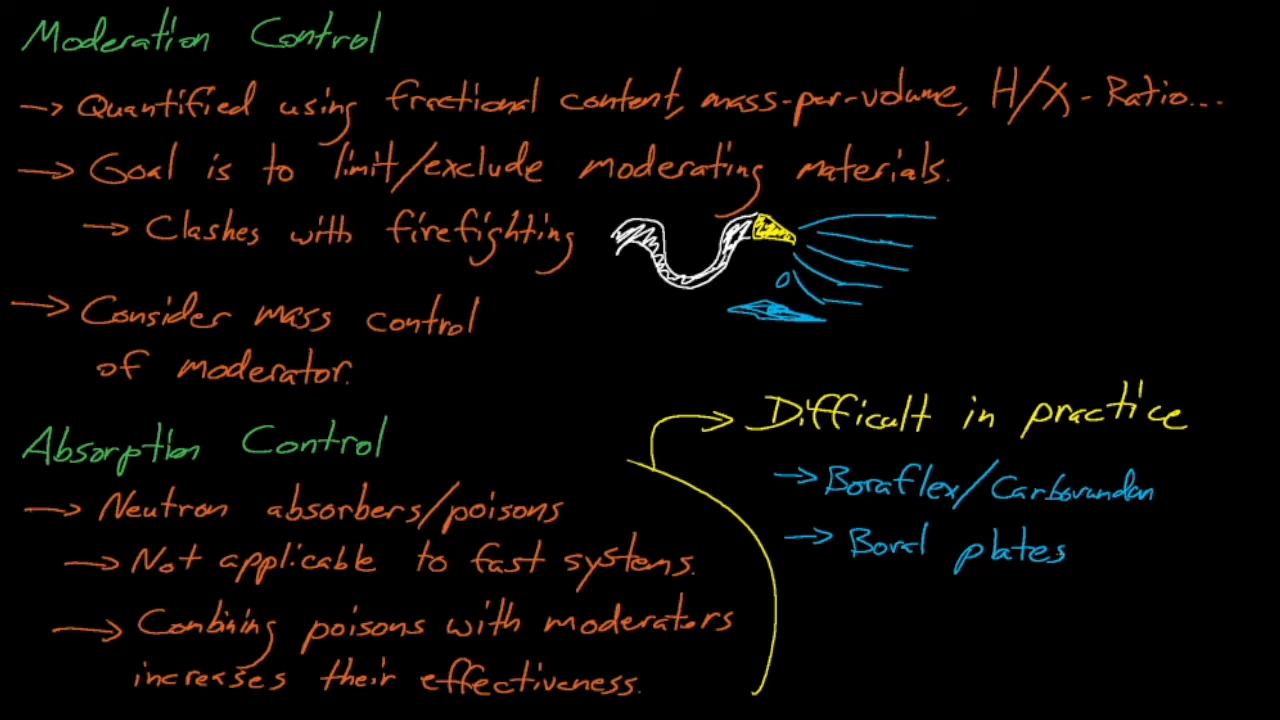 Moderation Control
→ Quantified using fractional content, mass-per-volume, H/X-Ratio...
→ Goal is to limit/exclude moderating materials.
→ Clashes with firefighting
→ Consider mass control
of moderator.
Absorption Control
→ Neutron absorbers/poisons
→ Not applicable to fast systems.
→ Combining poisons with moderators
increases their effectiveness.
Difficult in practice
→ Boraflex/Carborundan
→ Boral plates